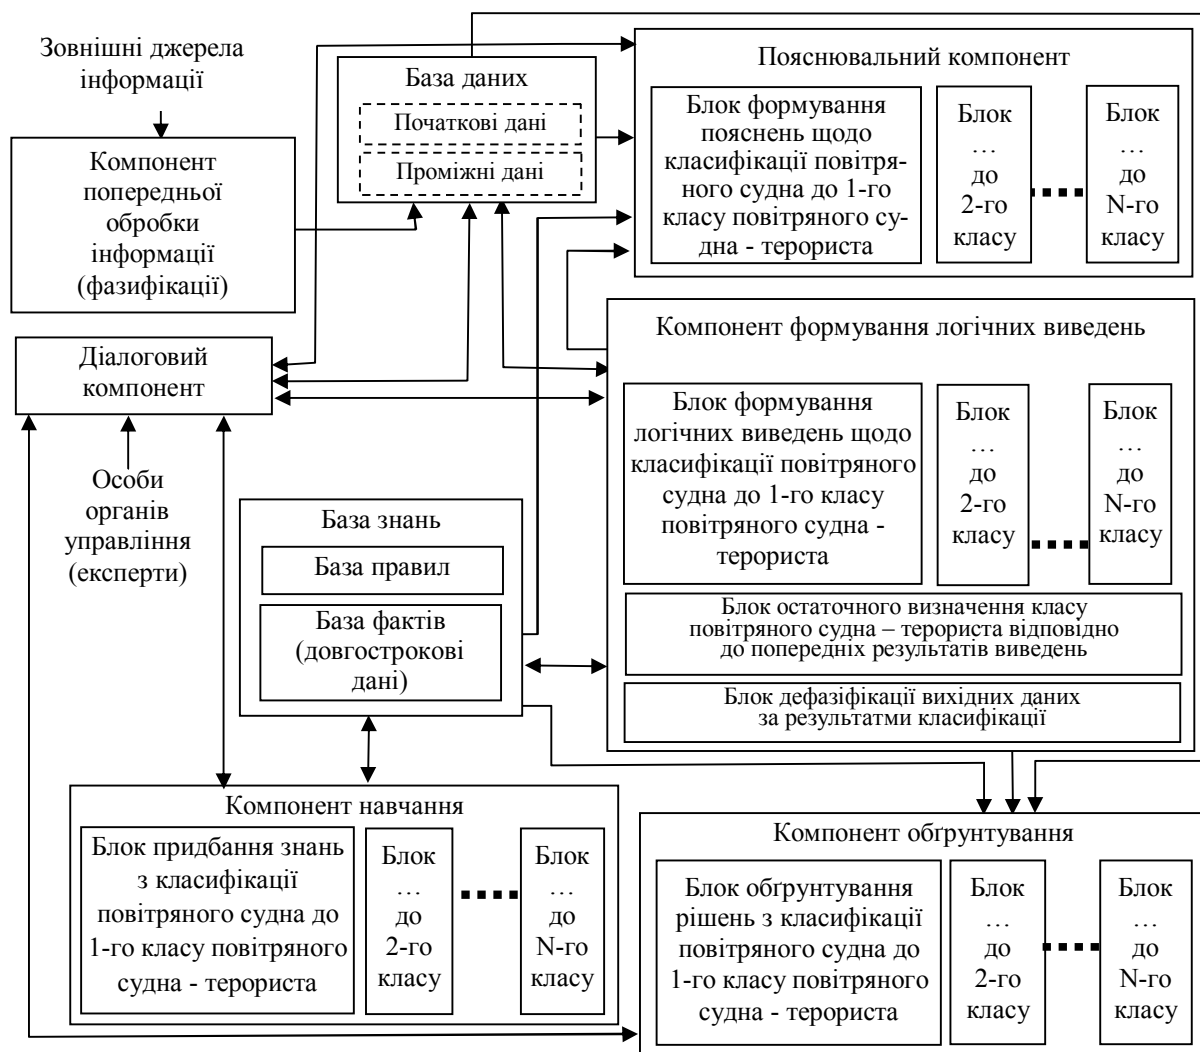 Зовнішні джерела
інформації
База даних
Початкові дані
Проміжні дані
Пояснювальний компонент
Блок формування
пояснень щодо
класифікації повітря-
ного судна до 1-го
класу повітряного су-
дна - терориста
Блок
…
до
2-го
класу
Блок
…
до
N-го
класу
Компонент
попередньої
обробки
інформації
(фазифікації)
Діалоговий
компонент
Особи
органів
управління
(експерти)
Компонент формування логічних виведень
Блок формування
логічних виведень щодо
класифікації повітряного
судна до 1-го класу
повітряного судна -
терориста
Блок
…
до
2-го
класу
Блок
…
до
N-го
класу
Блок остаточного визначення класу
повітряного судна – терориста відповідно
до попередніх результатів виведень
Блок дефазіфікації вихідних даних
за результатми класифікації
База знань
База правил
База фактів
(довгострокові
дані)
Компонент навчання
Блок придбання знань
з класифікації
повітряного судна до
1-го класу повітряного
судна - терориста
Блок
…
до
2-го
класу
Блок
…
до
N-го
класу
Компонент обґрунтування
Блок обґрунтування
рішень з класифікації
повітряного судна до
1-го класу повітряного
судна - терориста
Блок
…
до
2-го
класу
Блок
…
до
N-го
класу